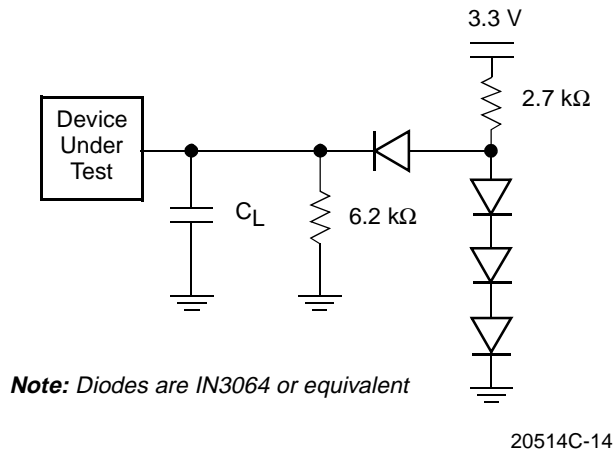 3.3 V
2.7 kΩ
Device
Under
Test
CL
6.2 kΩ
Note: Diodes are IN3064 or equivalent
20514C-14